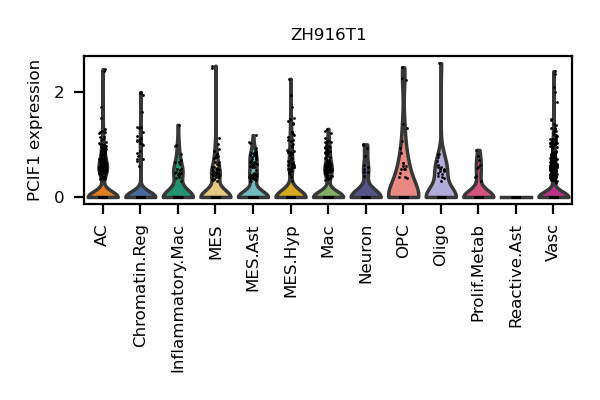 ZH916T1
PCIF1 expression
2
0
AC
Chromatin.Reg
Inflammatory.Mac
MES
MES.Ast
MES.Hyp
Mac
Neuron
OPC
Oligo
Prolif.Metab
Reactive.Ast
Vasc